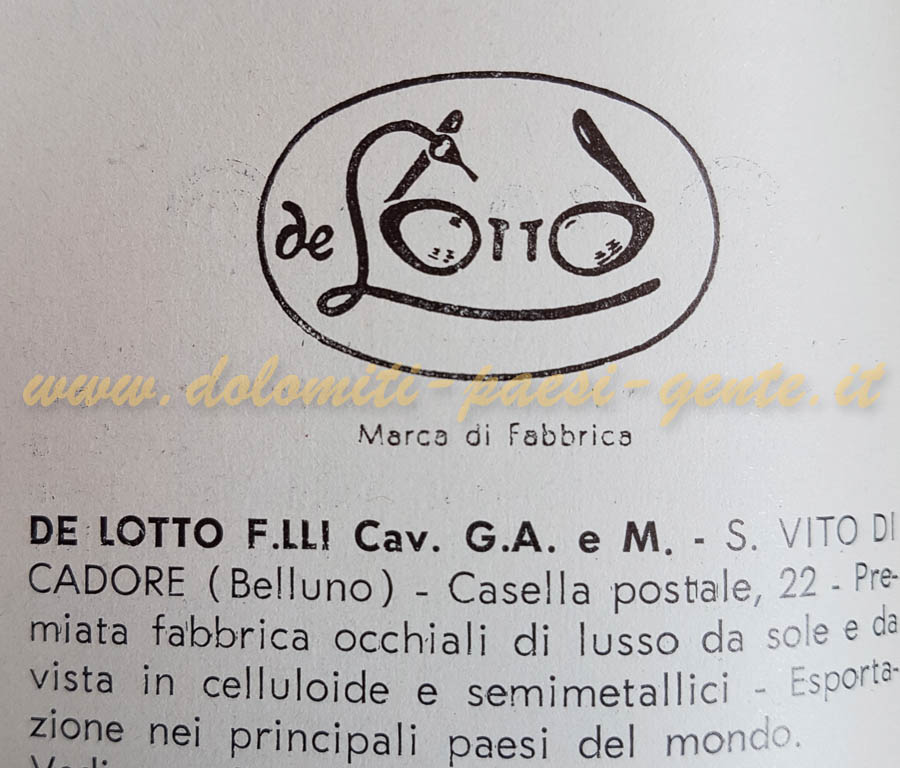 de Lotto
www.dolomiti-paesi-gente.it
Marca di Fabbrica
DE LOTTO F.LLI Cav. G.A. e M. - S. VITO DI
CADORE (Belluno) - Casella postale, 22 - Pre-
miata fabbrica occhiali di lusso da sole e da
vista in celluloide e semimetallici - Esporta-
zione nei principali paesi del mondo.